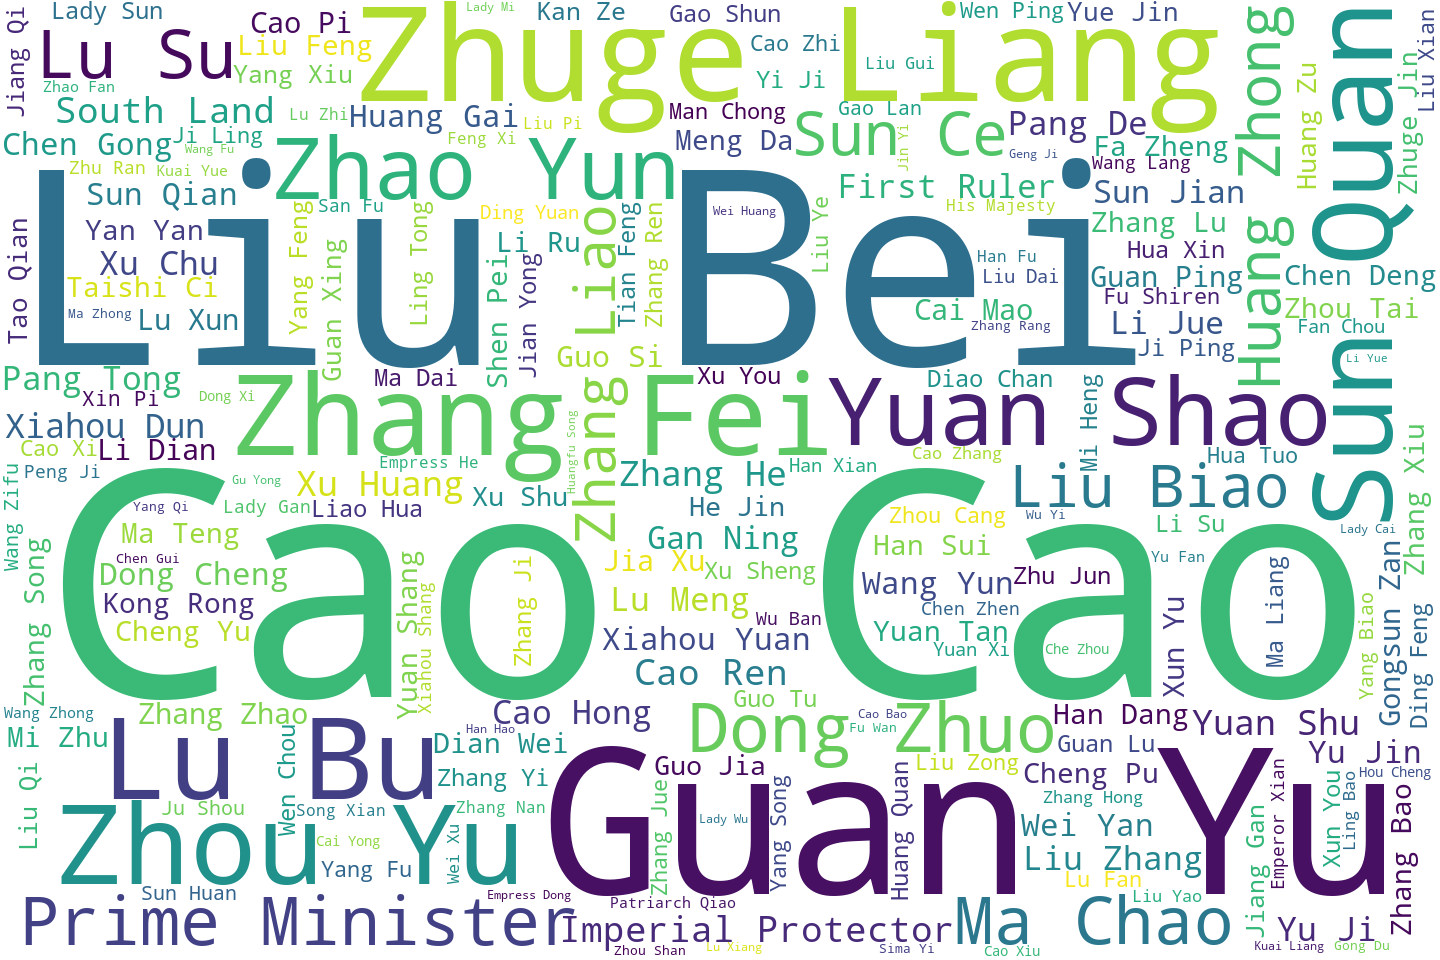 Lady Sun
Cao Pi
Lady Mi
Kan Ze
Gao Shun
Wen Ping
Yue Jin
Jiang Qi
Lu Su
Liu Feng
Zhuge Liang
Cao Zhi
Liu Gui
Liu Xian
Yang Xiu
Yi Ji
Zhao Fan
South Land
Lu Zhi
Huang Gai
Liu Pi
Man Chong
Gao Lan
Pang De
Huang Zhong
Huang Zu
Sun Quan
Zhuge Jin
Chen Gong
Ji Ling
Wang Fu
Feng Xi
Meng Da
Sun Ce
Jin Yi
Geng Ji
Fa Zheng
Wang Lang
Zhu Ran
Kuai Yue
Zhao Yun
First Ruler
Sun Qian
San Fu
Ding Yuan
Wei Huang
His Majesty
Sun Jian
Yan Yan
Yang Feng
Ling Tong
Li Ru
Zhang Liao
Tian Feng
Zhang Ren
Liu Ye
Zhang Lu
Liu Bei
Tao Qian
Xu Chu
Guan Xing
Shen Pei
Jian Yong
Han Fu
Hua Xin
Taishi Ci
Liu Dai
Guan Ping
Chen Deng
Ma Zhong
Lu Xun
Cai Mao
Zhang Rang
Fu Shiren
Li Jue
Zhou Tai
Fan Chou
Guo Si
Ji Ping
Li Yue
Pang Tong
Ma Dai
Xu You
Diao Chan
Xin Pi
Dong Xi
Zhang Fei
Yuan Shao
Mi Heng
Xiahou Dun
Huangfu Song
Zhang Xiu
Cao Xi
Li Dian
Empress He
Cao Zhang
Hua Tuo
Peng Ji
Gu Yong
Xu Huang
Zhang He
Han Xian
Liu Biao
Wang Zifu
Yang Qi
Lady Gan
Liao Hua
Xu Shu
He Jin
Zhou Cang
Wu Yi
Li Su
Lady Cai
Ma Teng
Gan Ning
Han Sui
Chen Gui
Cao Cao
Jia Xu
Yu Fan
Dong Cheng
Zhang Ji
Xu Sheng
Wang Yun
Zhu Jun
Xun Yu
Ma Liang
Gongsun Zan
Zhang Song
Kong Rong
Yuan Shang
Xiahou Shang
Lu Meng
Wu Ban
Chen Zhen
Yang Biao
Cheng Yu
Xiahou Yuan
Yuan Tan
Yuan Xi
Che Zhou
Ding Feng
Cao Ren
Wang Zhong
Zhang Zhao
Cao Hong
Guo Tu
Cao Bao
Han Dang
Yuan Shu
Mi Zhu
Lu Bu
Han Hao
Dian Wei
Dong Zhuo
Fu Wan
Guan Lu
Yu Jin
Liu Qi
Wen Chou
Zhang Yi
Guo Jia
Liu Zong
Cheng Pu
Hou Cheng
Ju Shou
Song Xian
Zhang Nan
Guan Yu
Zhang Jue
Lady Wu
Yang Song
Huang Quan
Zhang Hong
Emperor Xian
Xun You
Ling Bao
Zhang Bao
Zhou Yu
Cai Yong
Wei Xu
Wei Yan
Jiang Gan
Yang Fu
Liu Zhang
Lu Fan
Sun Huan
Empress Dong
Patriarch Qiao
Liu Yao
Prime Minister
Imperial Protector
Ma Chao
Yu Ji
Zhou Shan
Lu Xiang
Sima Yi
Cao Xiu
Kuai Liang
Gong Du